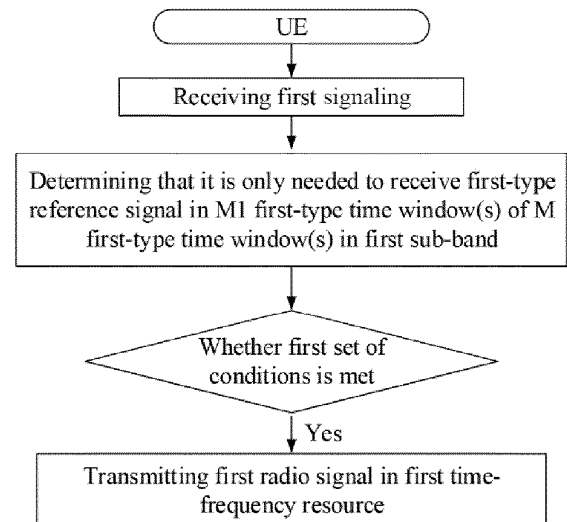 UE
Receiving first signaling
Determining that it is only needed to receive first-type
reference signal in M1 first-type time window(s) of M
first-type time window(s) in first sub-band
Whether first set of
conditions is met
Yes
Transmitting first radio signal in first time-
frequency resource